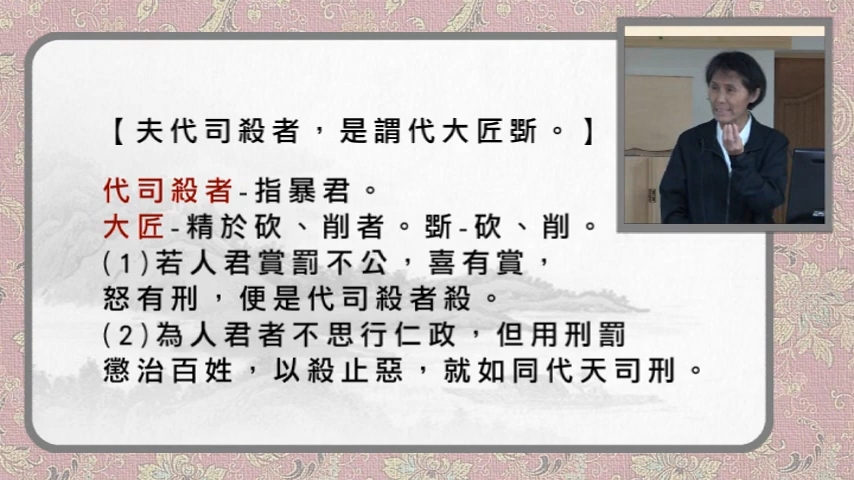 【夫代司殺者，是謂代大匠斲。】
代司殺者-指暴君。
大匠-精於砍、削者。斲-砍、削。
(1)若人君賞罰不公，喜有賞，
怒有刑，便是代司殺者殺。
(2)為人君者不思行仁政，但用刑罰
懲治百姓，以殺止惡，就如同代天司刑。